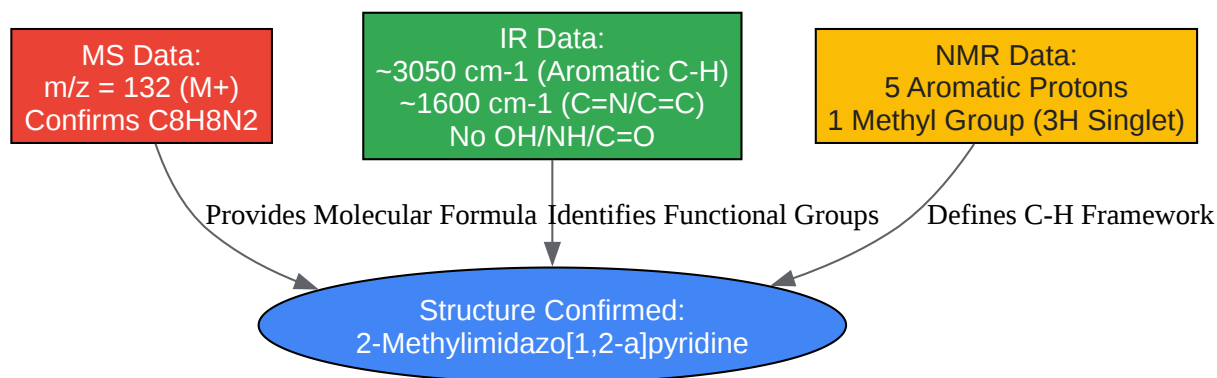 MS Data:
m/z = 132 (M+)
Confirms C8H8N2
IR Data:
~3050 cm-1 (Aromatic C-H)
~1600 cm-1 (C=N/C=C)
No OH/NH/C=O
NMR Data:
5 Aromatic Protons
1 Methyl Group (3H Singlet)
Provides Molecular Formula
Identifies Functional Groups
Defines C-H Framework
Structure Confirmed:
2-Methylimidazo[1,2-a]pyridine